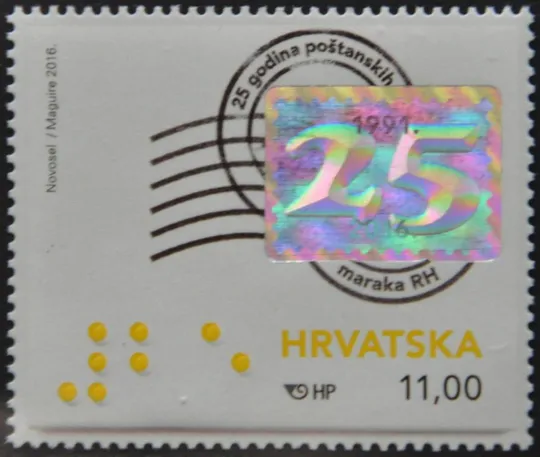 Novosel / Maguire 2016.
25 godina poštanskih
maraka RH
1991.
25
HRVATSKA
HP 11,00